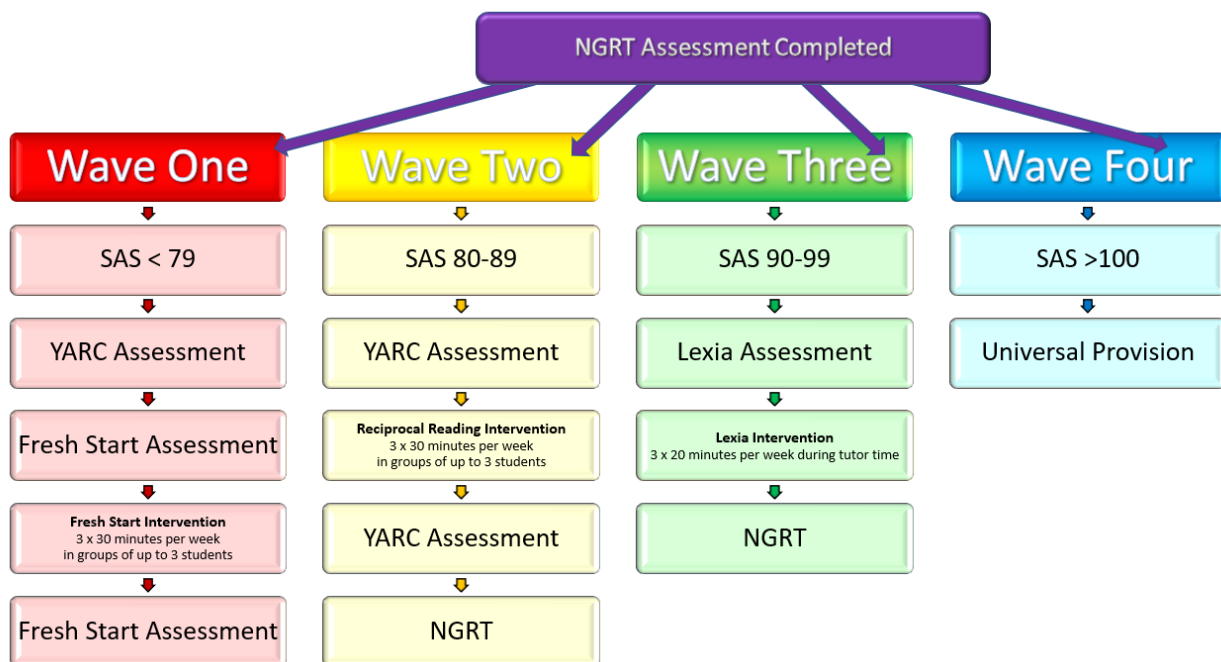 NGRT Assessment Completed
Wave One
SAS < 79
YARC Assessment
Fresh Start Assessment
Fresh Start Intervention
3 x 30 minutes per week
in groups of up to 3 students
Fresh Start Assessment
Wave Two
SAS 80-89
YARC Assessment
Reciprocal Reading Intervention
3 x 30 minutes per week
in groups of up to 3 students
YARC Assessment
NGRT
Wave Three
SAS 90-99
Lexia Assessment
Lexia Intervention
3 x 20 minutes per week during tutor time
NGRT
Wave Four
SAS >100
Universal Provision